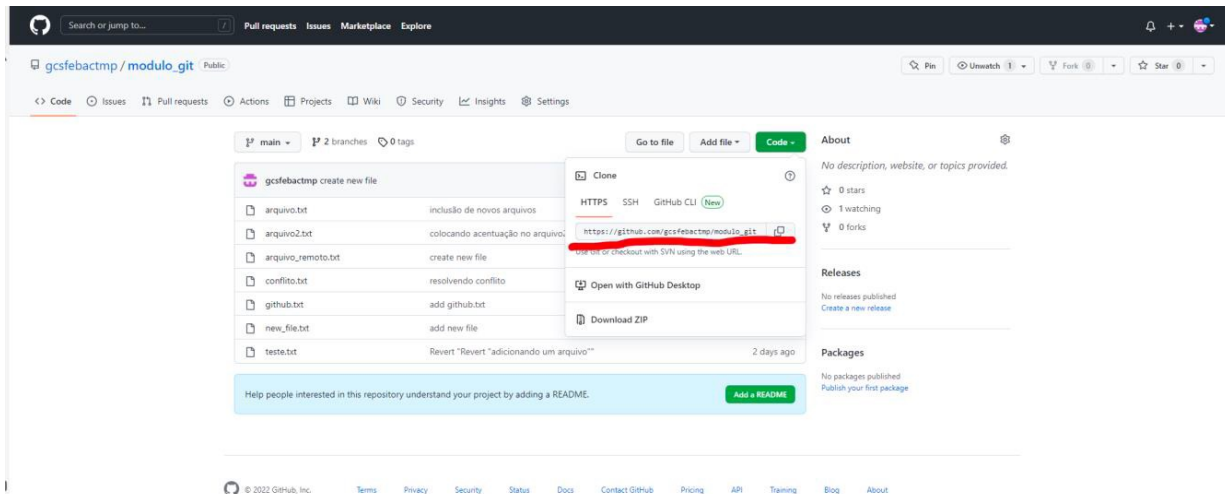 Search or jump to... / Pull requests Issues Marketplace Explore
gcsfebactmp / modulo_git Public
Pin Unwatch 1 Fork 0 Star 0
Code Issues Pull requests Actions Projects Wiki Security Insights Settings
main 2 branches 0 tags Go to file Add file Code
gcsfebactmp create new file
arquivo.txt inclusão de novos arquivos
arquivo2.txt colocando acentuação no arquivo2
arquivo_remoto.txt create new file
conflito.txt resolvendo conflito
github.txt add github.txt
new_file.txt add new file
teste.txt Revert "Revert "adicionando um arquivo"" 2 days ago
Clone
HTTPS SSH GitHub CLI New
https://github.com/gcsfebactmp/modulo_git
Use Git or checkout with SVN using the web URL.
Open with GitHub Desktop
Download ZIP
Help people interested in this repository understand your project by adding a README. Add a README
About
No description, website, or topics provided.
0 stars
1 watching
0 forks
Releases
No releases published
Create a new release
Packages
No packages published
Publish your first package
© 2022 GitHub, Inc. Terms Privacy Security Status Docs Contact GitHub Pricing API Training Blog About